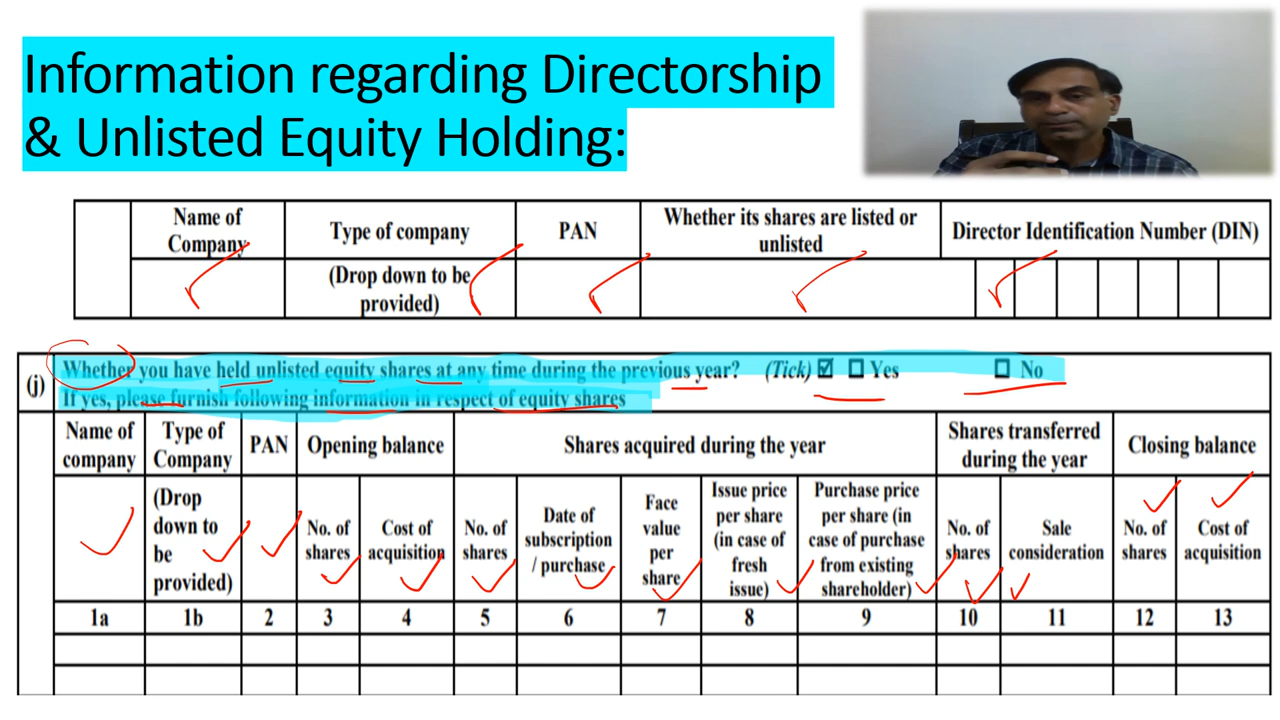 Information regarding Directorship
& Unlisted Equity Holding:
Name of
Company
Type of company
PAN
Whether its shares are listed or
unlisted
Director Identification Number (DIN)
(Drop down to be
provided)
(j)
Whether you have held unlisted equity shares at any time during the previous year? (Tick) ☑ ☐ Yes ☐ No
If yes, please furnish following information in respect of equity shares
Name of
company
Type of
Company
PAN
Opening balance
Shares acquired during the year
Shares transferred
during the year
Closing balance
(Drop
down to
be
provided)
No. of
shares
Cost of
acquisition
No. of
shares
Date of
subscription
/ purchase
Face
value
per
share
Issue price
per share
(in case of
fresh
issue)
Purchase price
per share (in
case of purchase
from existing
shareholder)
No. of
shares
Sale
consideration
No. of
shares
Cost of
acquisition
1a 1b 2 3 4 5 6 7 8 9 10 11 12 13